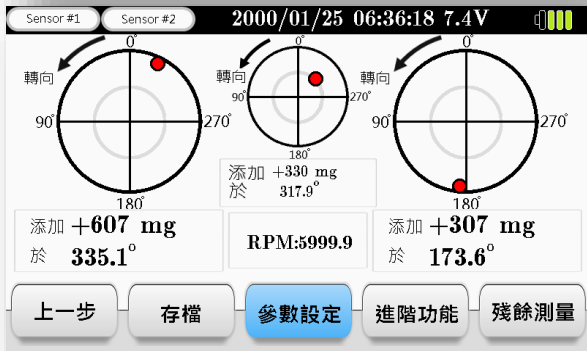 Sensor #1 Sensor #2 2000/01/25 06:36:18 7.4V
轉向 0° 轉向 0° 轉向 0°
90° 270° 90° 270° 90° 270°
180° 180° 180°
添加 +330 mg
於 317.9°
添加 +607 mg
於 335.1°
RPM:5999.9
添加 +307 mg
於 173.6°
上一步 存檔 參數設定 進階功能 殘餘測量